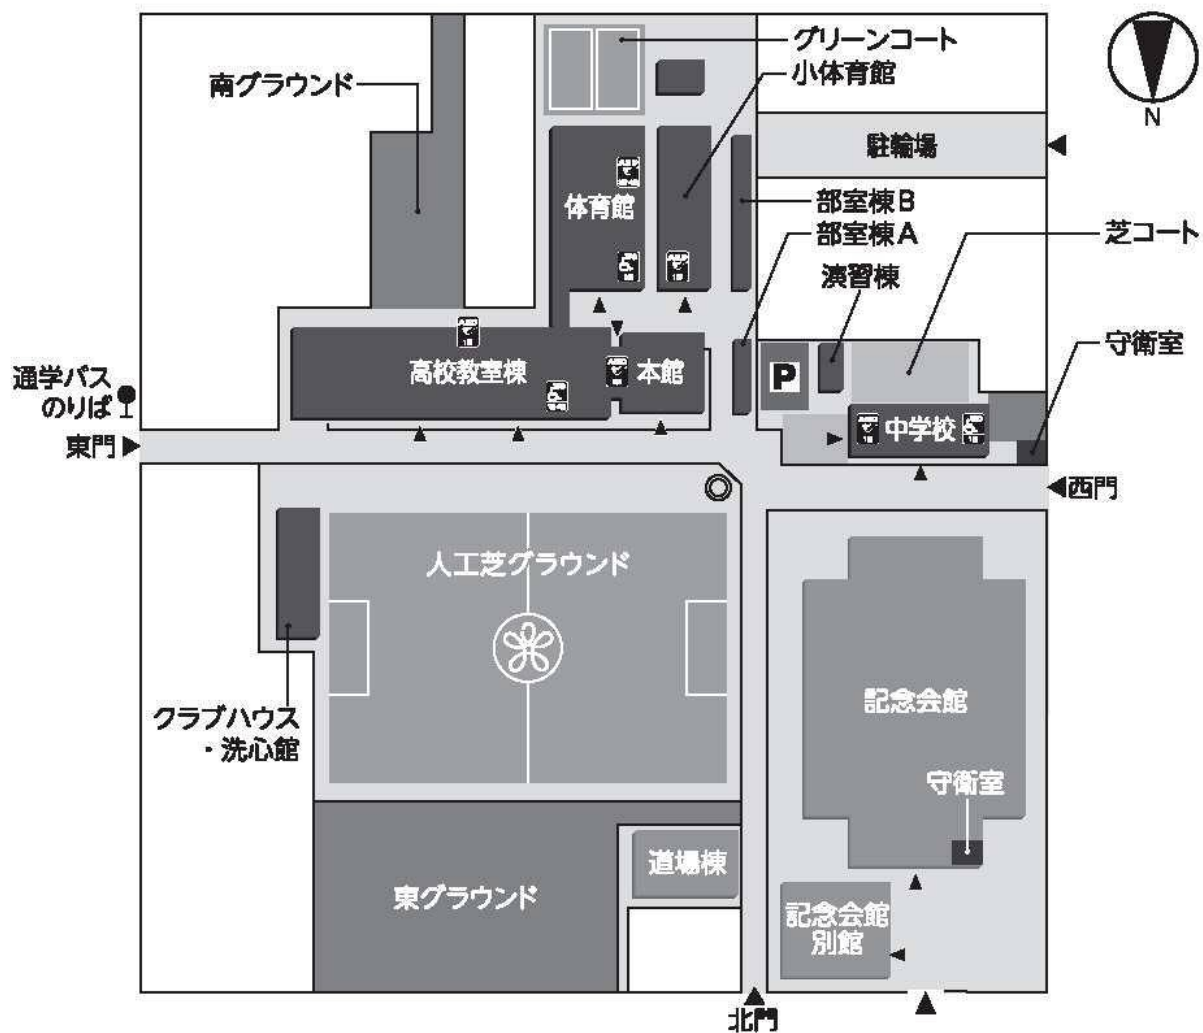 グリーンコート
小体育館
南グラウンド
N
駐輪場
体育館
部室棟B
部室棟A
芝コート
演習棟
守衛室
高校教室棟
本館
P
通学バス
のりば
中学校
東門
西門
人工芝グラウンド
記念会館
クラブハウス
・洗心館
守衛室
道場棟
東グラウンド
記念会館
別館
北門